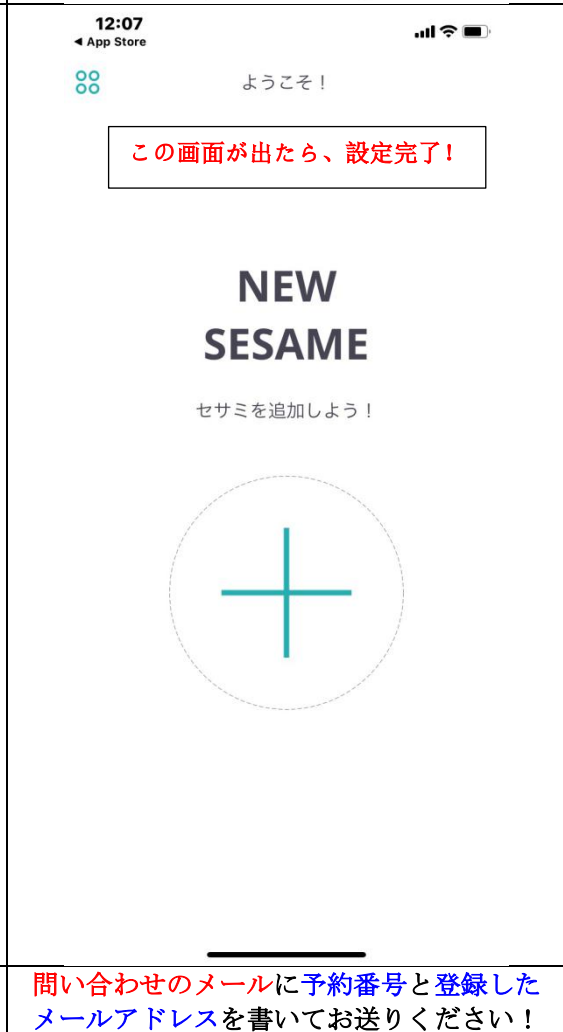 12:07
◀ App Store
ようこそ！
この画面が出たら、設定完了！
NEW
SESAME
セサミを追加しよう！
問い合わせのメールに予約番号と登録した
メールアドレスを書いてお送りください！